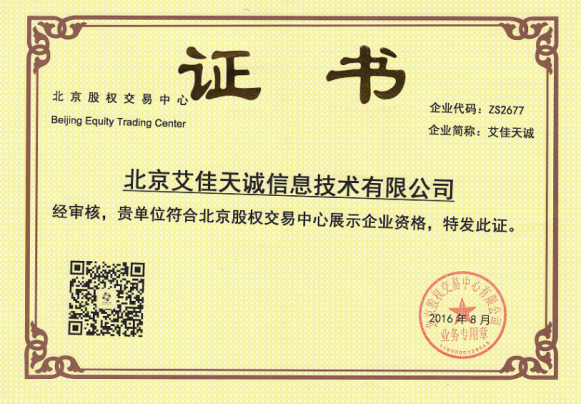 证书
北京股权交易中心
Beijing Equity Trading Center
企业代码：ZS2677
企业简称：艾佳天诚
北京艾佳天诚信息技术有限公司
经审核，贵单位符合北京股权交易中心展示企业资格，特发此证。
北京股权交易中心有限公司
2016年8月
业务专用章